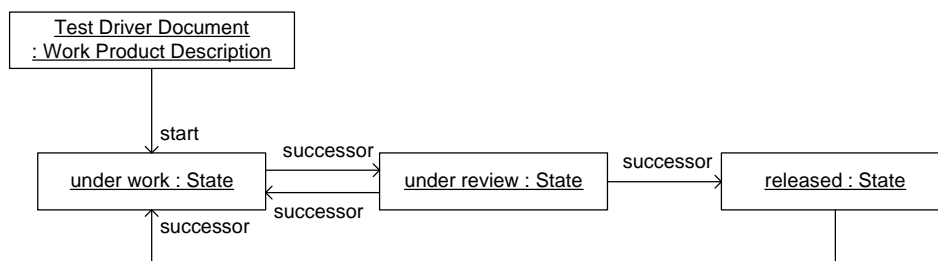 Test Driver Document
: Work Product Description
start
successor
successor
under work : State
under review : State
released : State
successor
successor